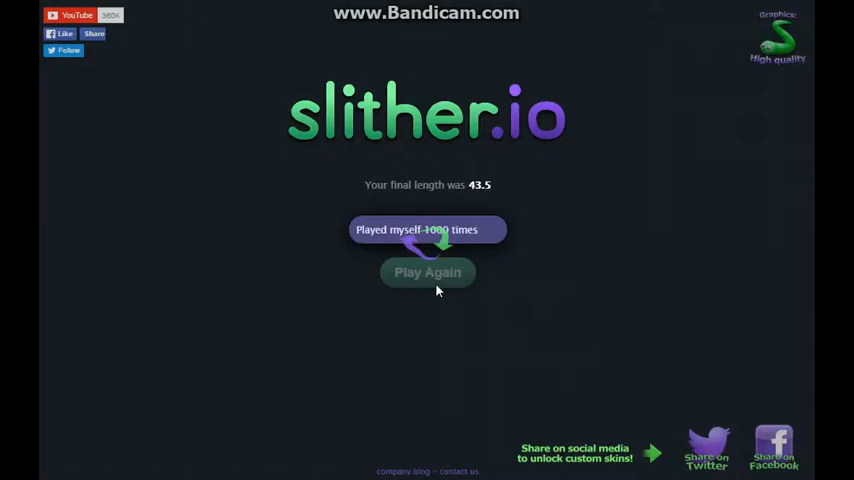 www.Bandicam.com
YouTube 360K
Like Share
Follow
Graphics:
High quality
slither.io
Your final length was 43.5
Played myself 1000 times
Play Again
Share on social media
to unlock custom skins!
Share on
Twitter
Share on
Facebook
company blog - contact us